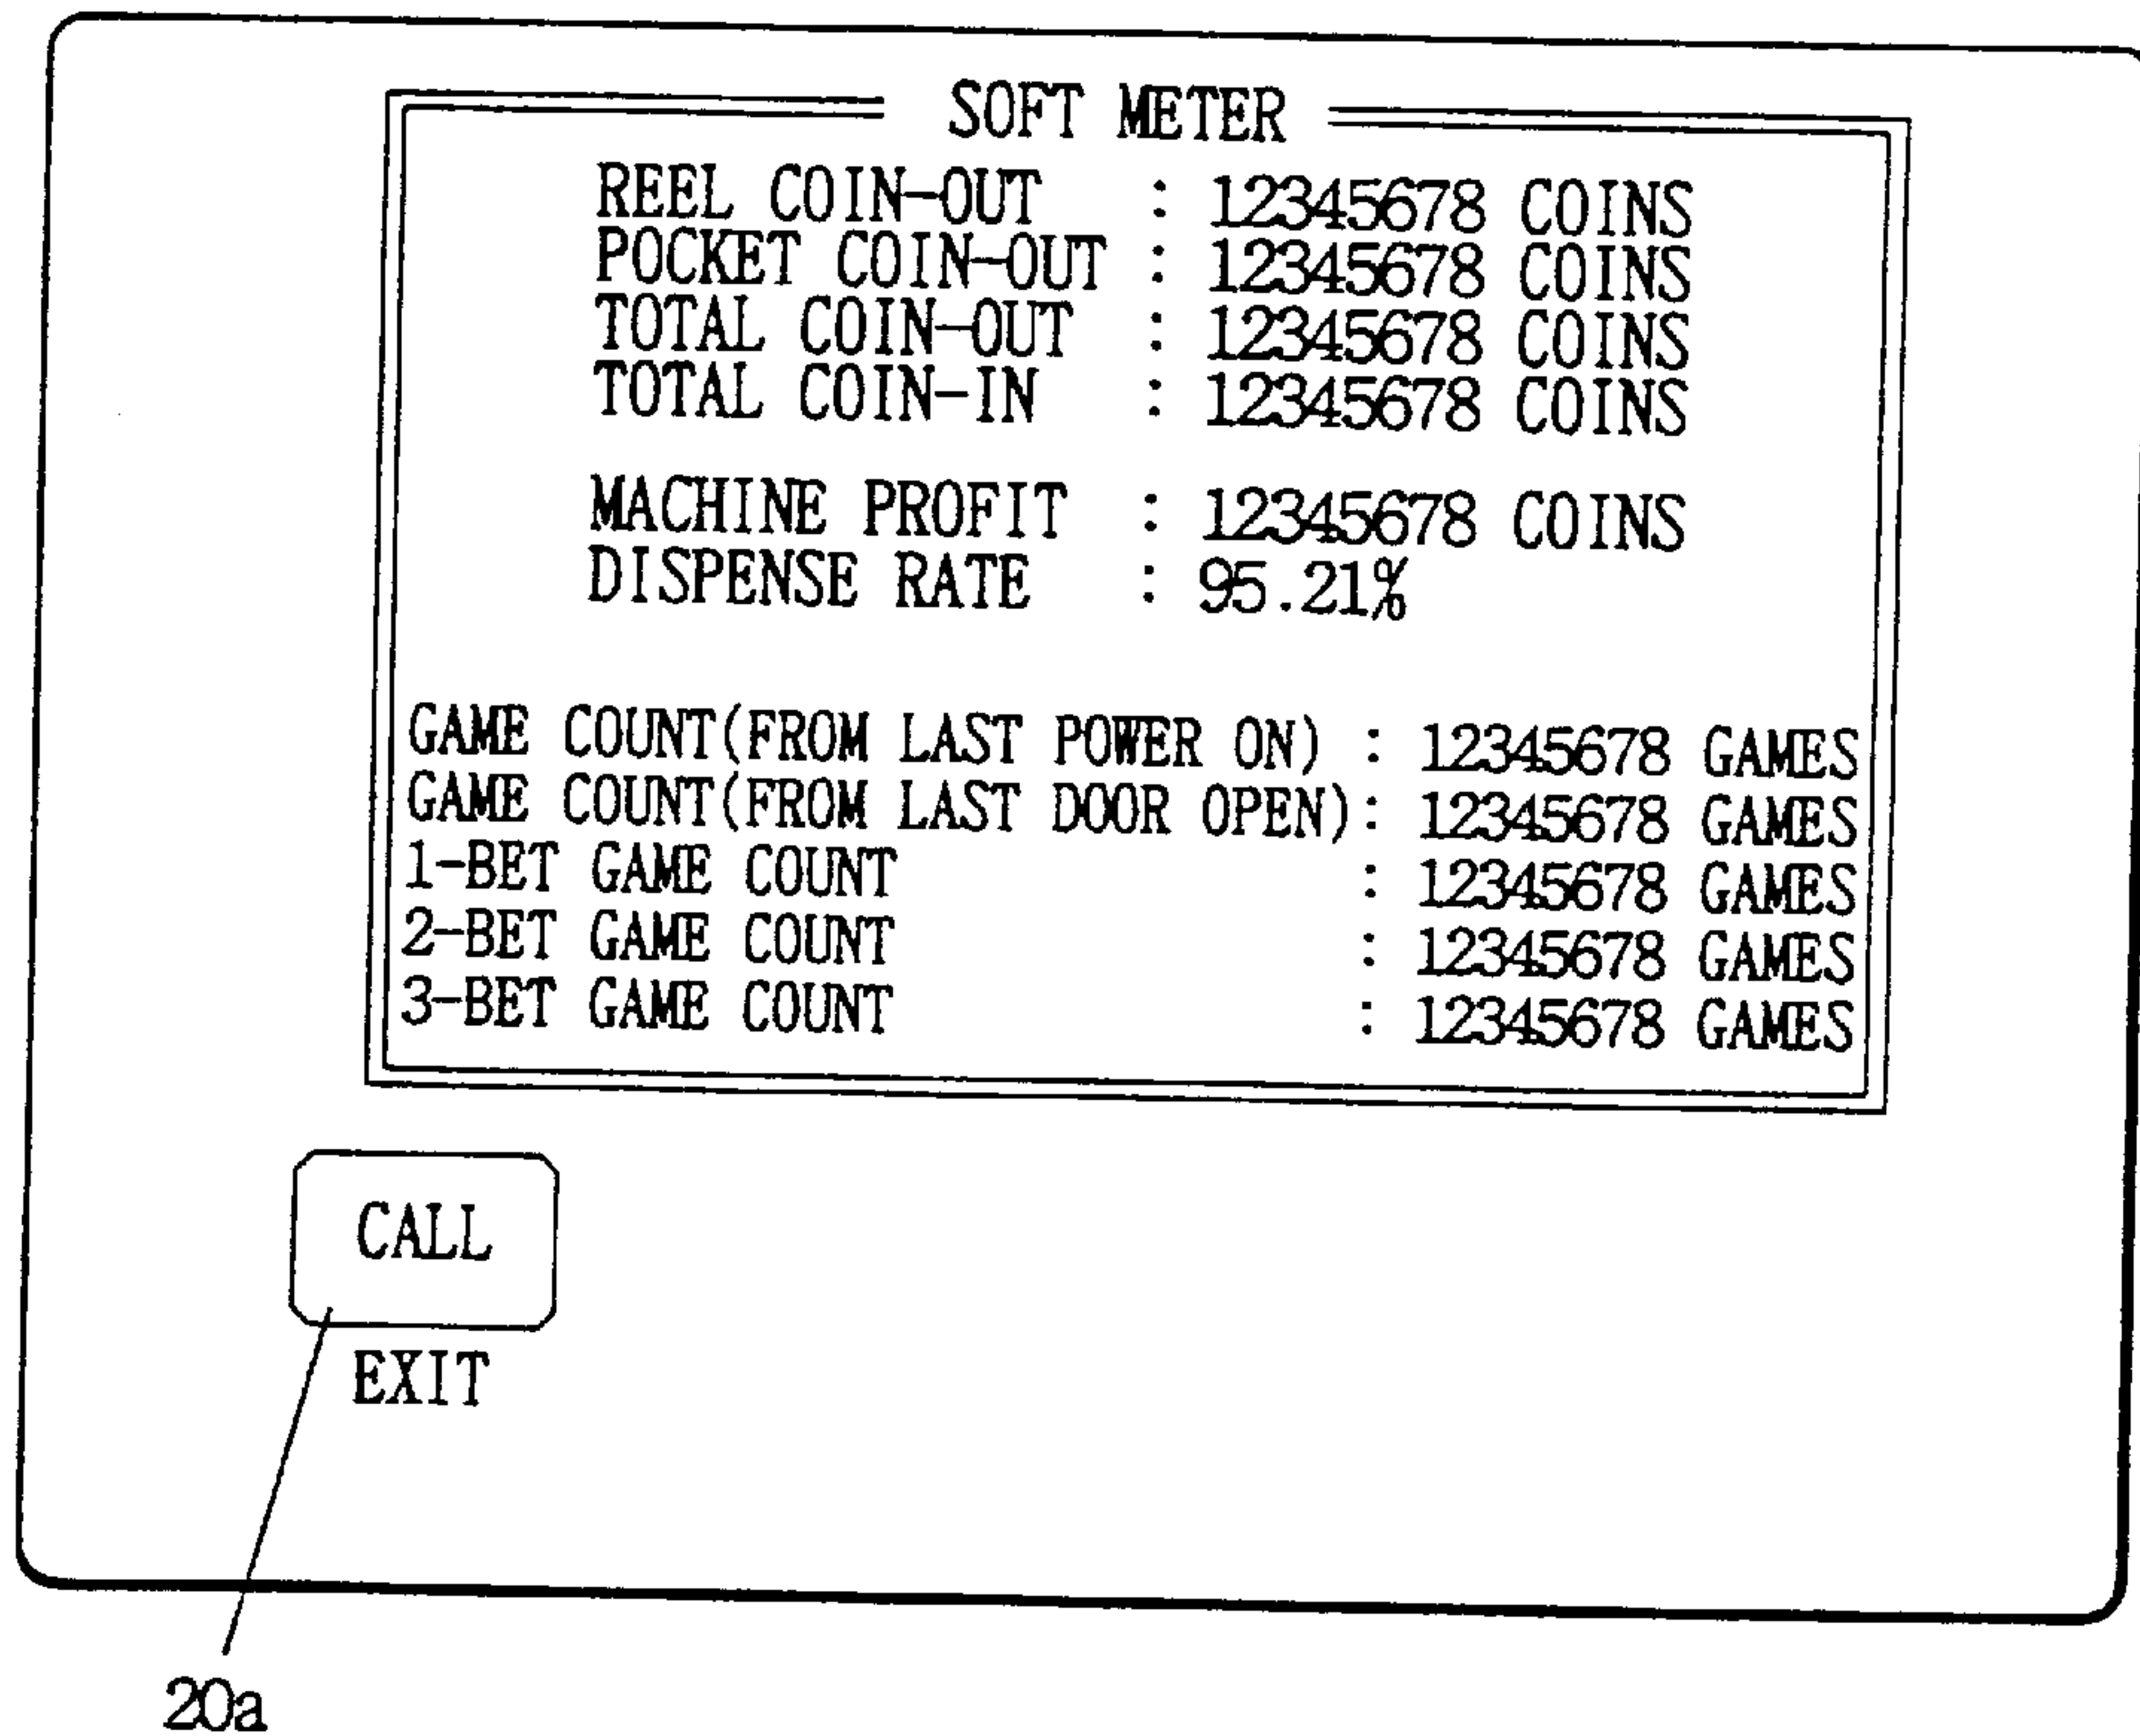 SOFT METER
REEL COIN-OUT : 12345678 COINS
POCKET COIN-OUT : 12345678 COINS
TOTAL COIN-OUT : 12345678 COINS
TOTAL COIN-IN : 12345678 COINS
MACHINE PROFIT : 12345678 COINS
DISPENSE RATE : 95.21%
GAME COUNT(FROM LAST POWER ON) : 12345678 GAMES
GAME COUNT(FROM LAST DOOR OPEN): 12345678 GAMES
1-BET GAME COUNT : 12345678 GAMES
2-BET GAME COUNT : 12345678 GAMES
3-BET GAME COUNT : 12345678 GAMES
CALL
EXIT
20a